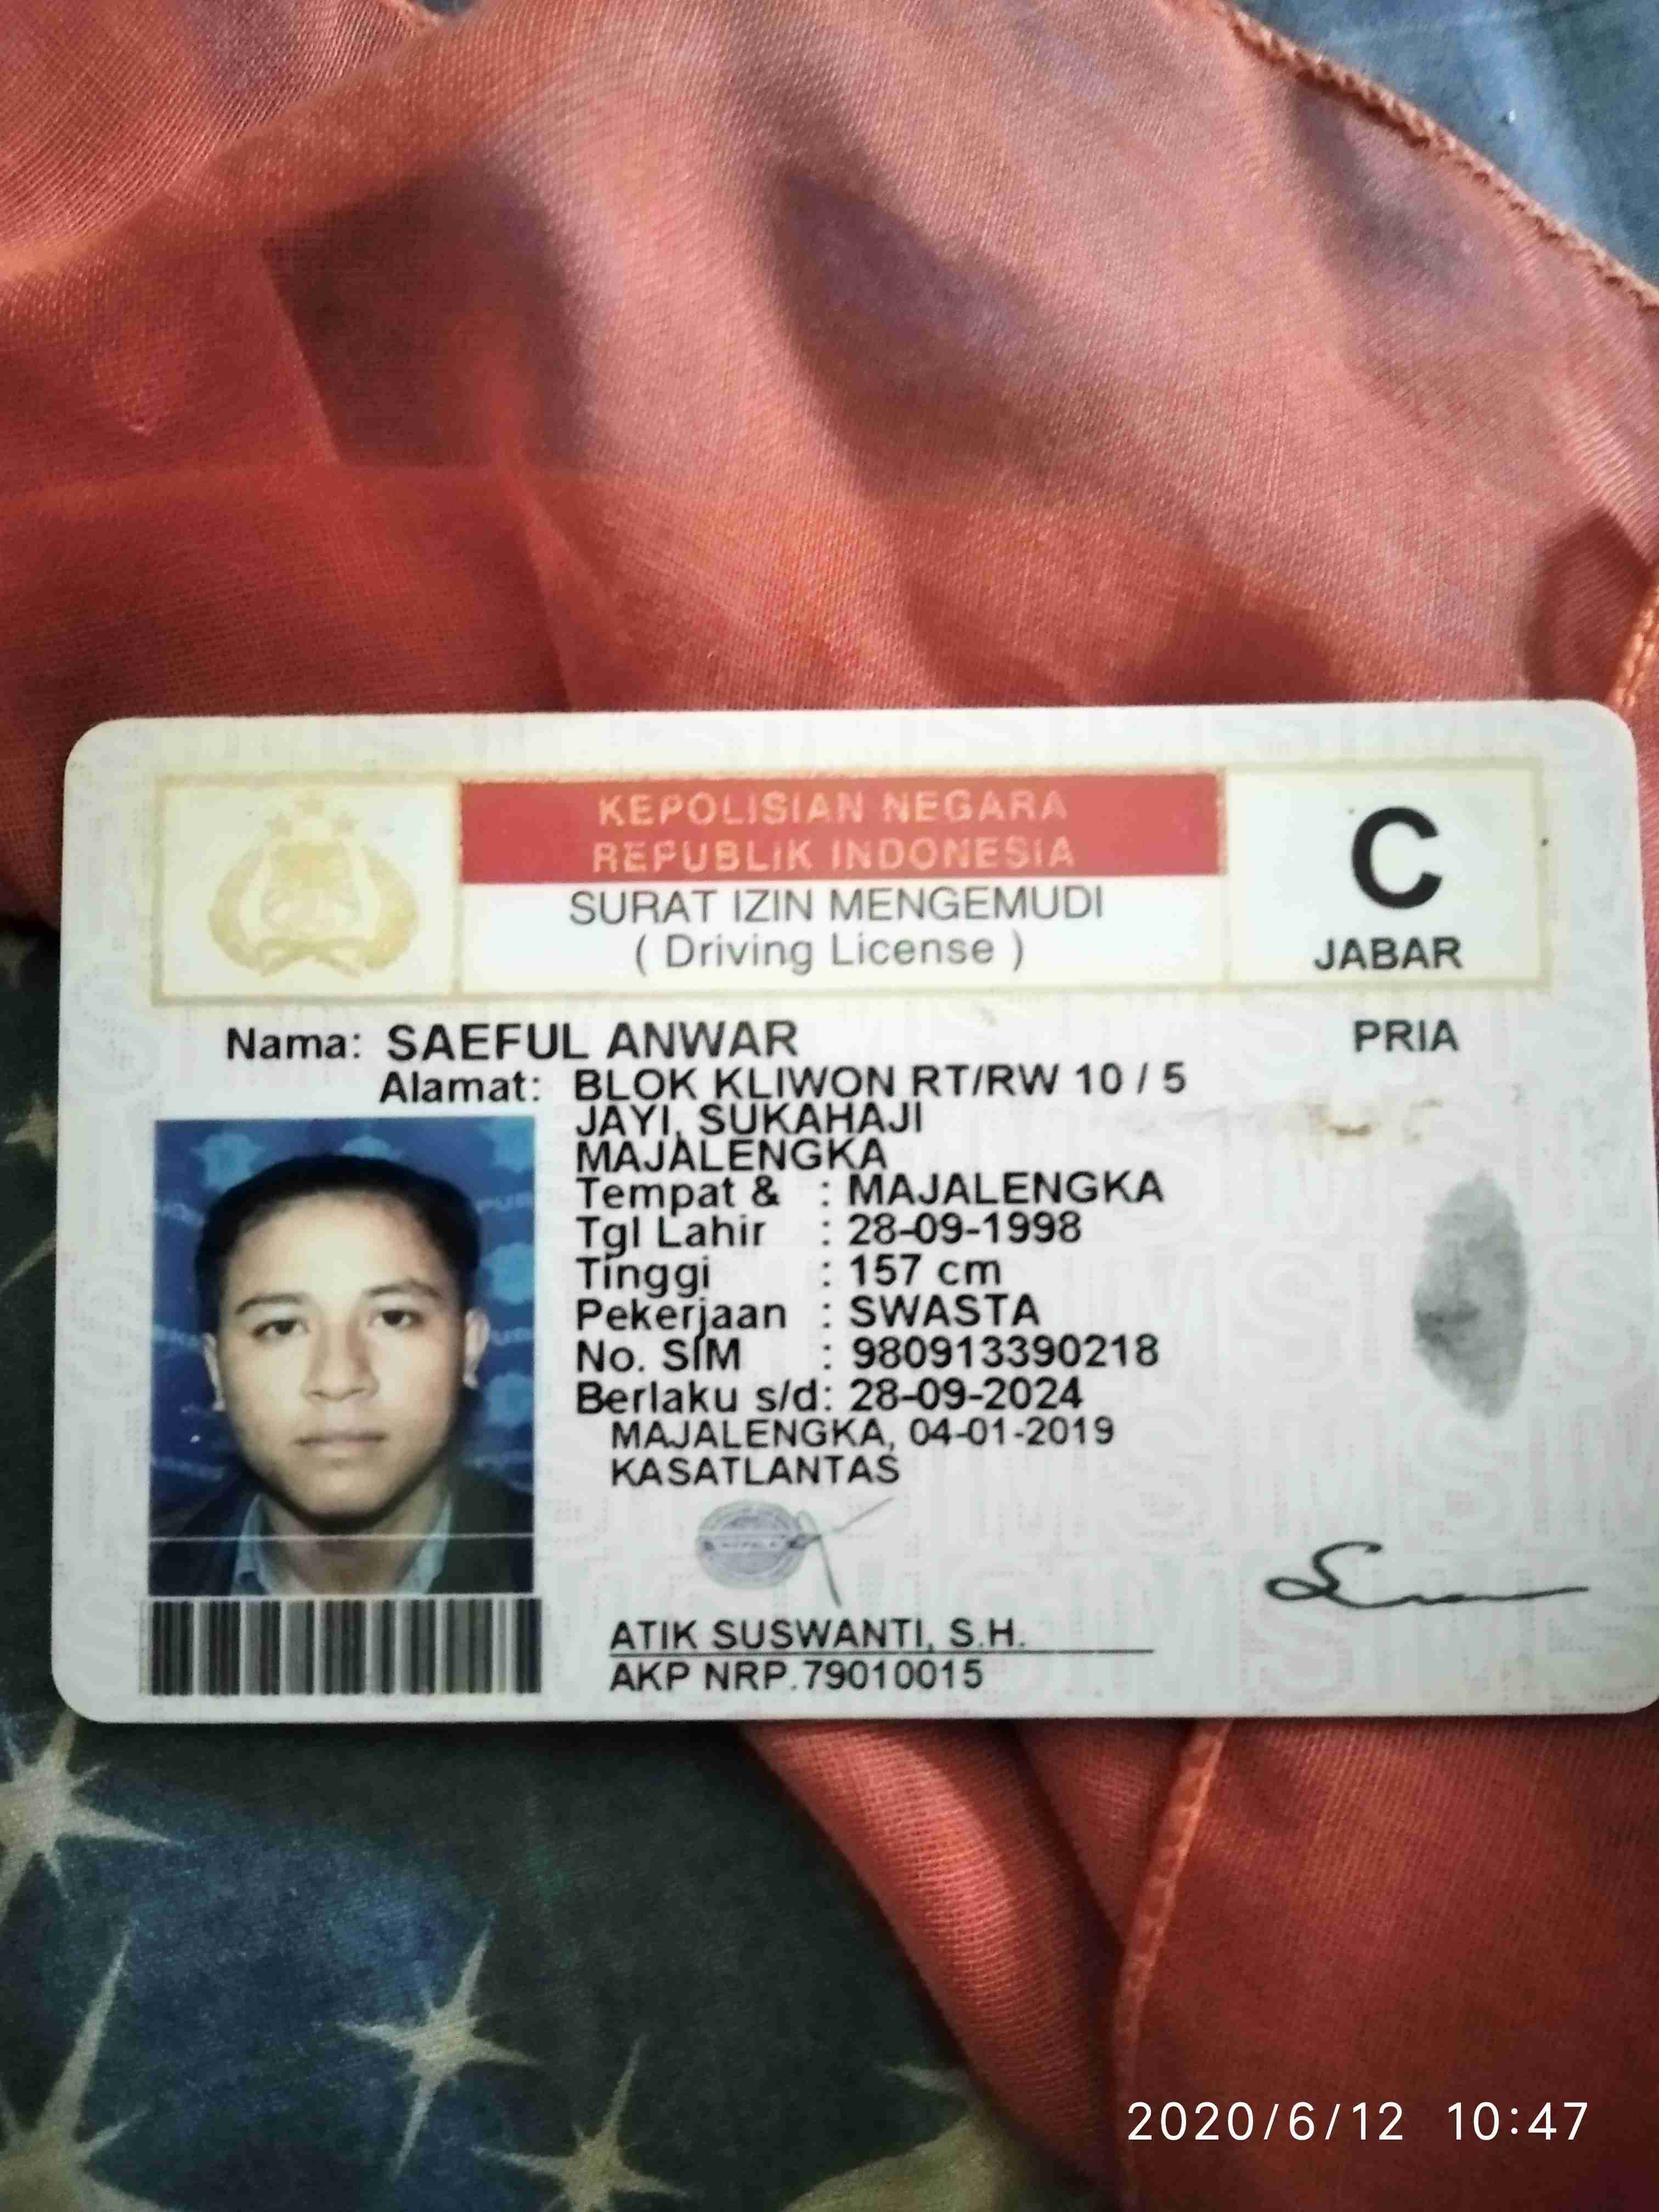 KEPOLISIAN NEGARA
REPUBLIK INDONESIA
SURAT IZIN MENGEMUDI
( Driving License )
C
JABAR
Nama: SAEFUL ANWAR
PRIA
Alamat: BLOK KLIWON RT/RW 10 / 5
JAYI, SUKAHAJI
MAJALENGKA
Tempat & : MAJALENGKA
Tgl Lahir : 28-09-1998
Tinggi : 157 cm
Pekerjaan : SWASTA
No. SIM : 980913390218
Berlaku s/d: 28-09-2024
MAJALENGKA, 04-01-2019
KASATLANTAS
ATIK SUSWANTI, S.H.
AKP NRP.79010015
2020/6/12 10:47